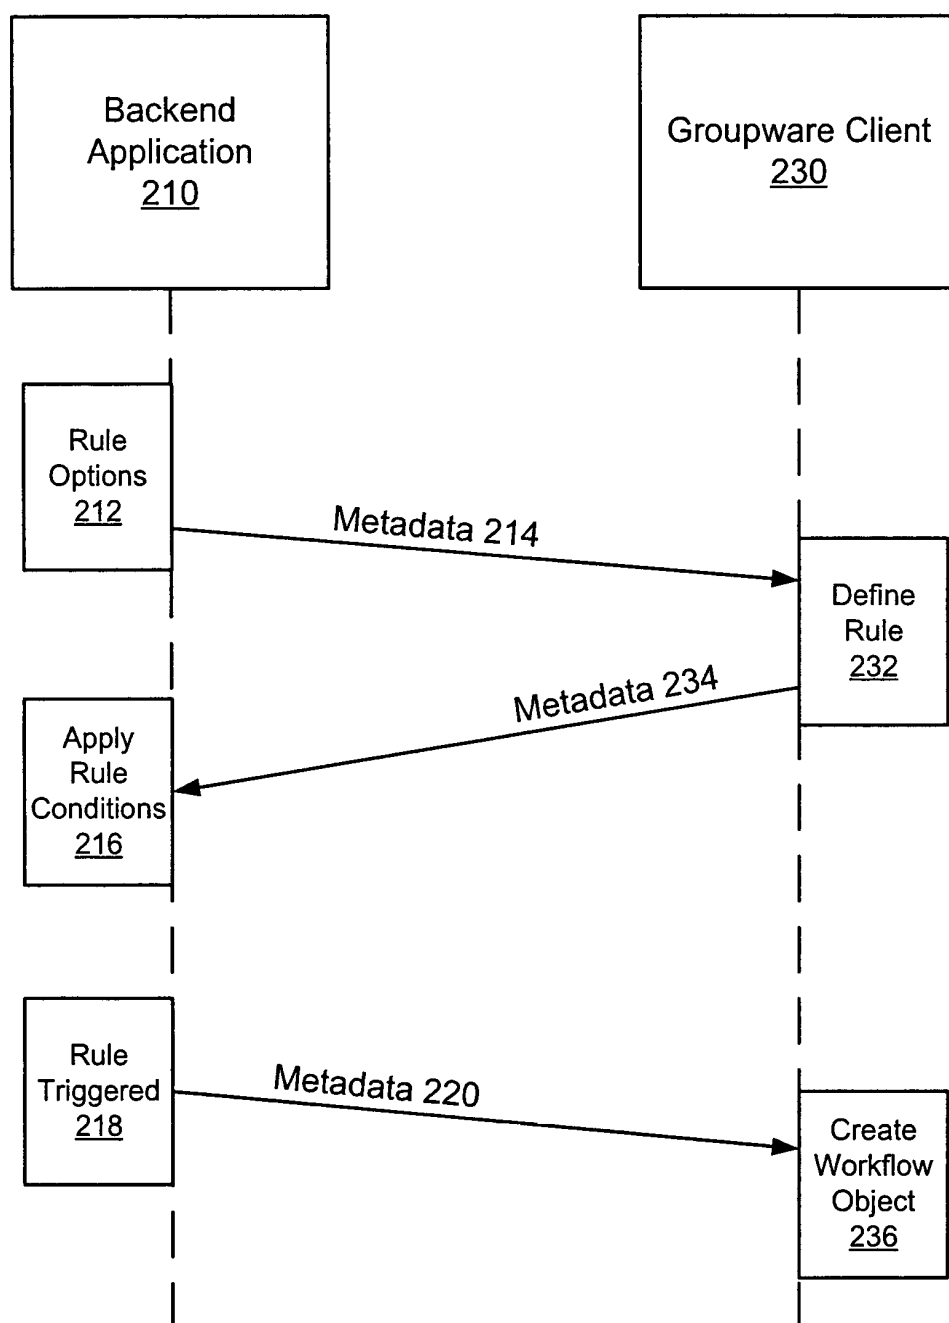 Backend
Application
210
Groupware Client
230
Rule
Options
212
Metadata 214
Define
Rule
232
Metadata 234
Apply
Rule
Conditions
216
Rule
Triggered
218
Metadata 220
Create
Workflow
Object
236